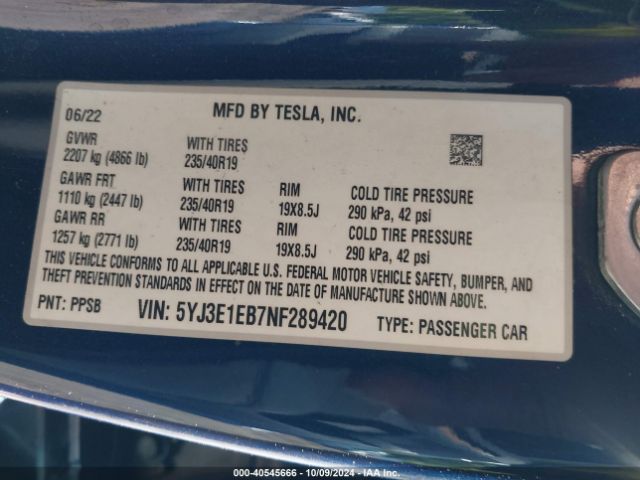 06/22 MFD BY TESLA, INC.
GVWR WITH TIRES
2207 kg (4866 lb) 235/40R19
GAWR FRT WITH TIRES RIM COLD TIRE PRESSURE
1110 kg (2447 lb) 235/40R19 19X8.5J 290 kPa, 42 psi
GAWR RR WITH TIRES RIM COLD TIRE PRESSURE
1257 kg (2771 lb) 235/40R19 19X8.5J 290 kPa, 42 psi
THIS VEHICLE CONFORMS TO ALL APPLICABLE U.S. FEDERAL MOTOR VEHICLE SAFETY, BUMPER, AND
THEFT PREVENTION STANDARDS IN EFFECT ON THE DATE OF MANUFACTURE SHOWN ABOVE.
PNT: PPSB VIN: 5YJ3E1EB7NF289420 TYPE: PASSENGER CAR
000-40545666 - 10/09/2024 - IAA Inc.